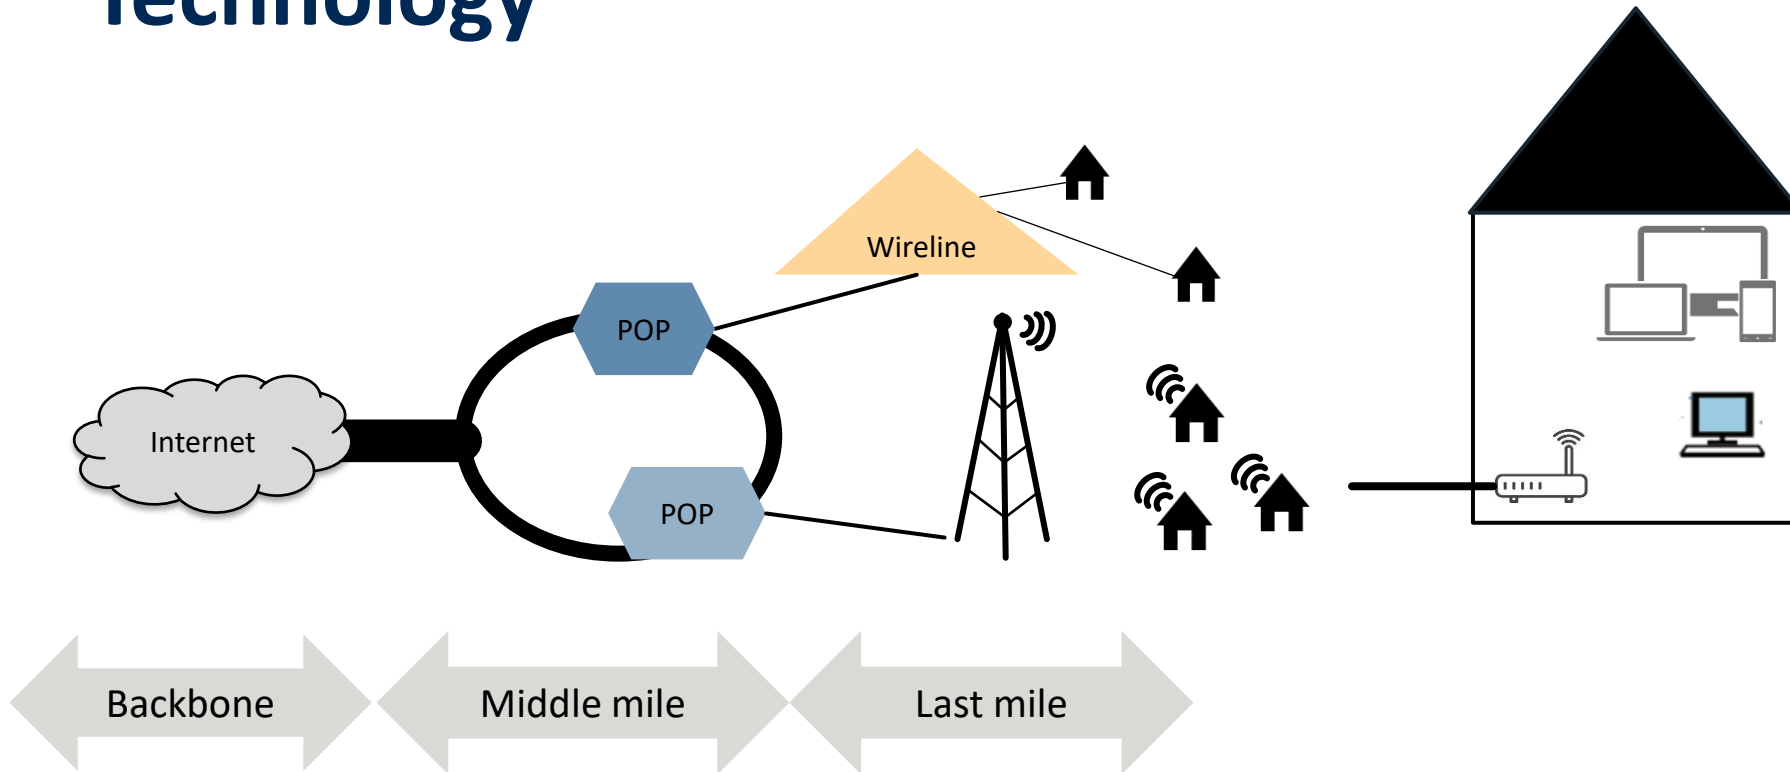 Technology
Wireline
POP
Internet
POP
Backbone
Middle mile
Last mile